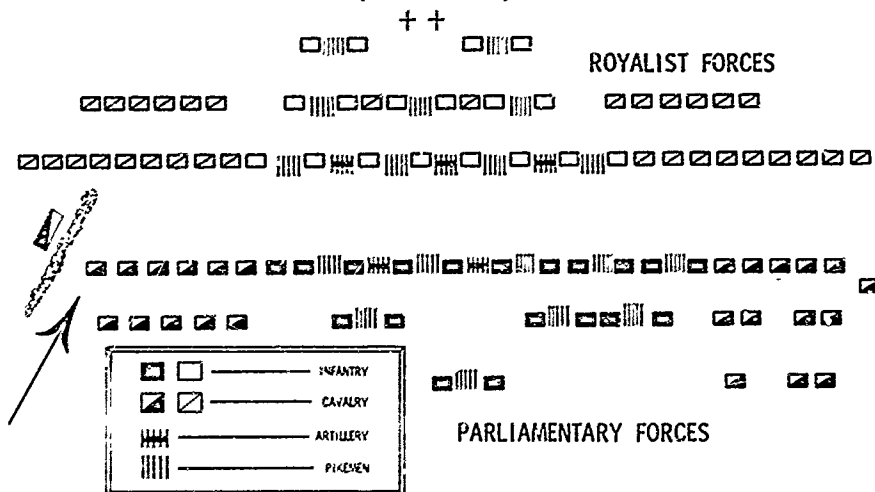 ROYALIST FORCES
INFANTRY
CAVALRY
ARTILLERY
PIKEMEN
PARLIAMENTARY FORCES